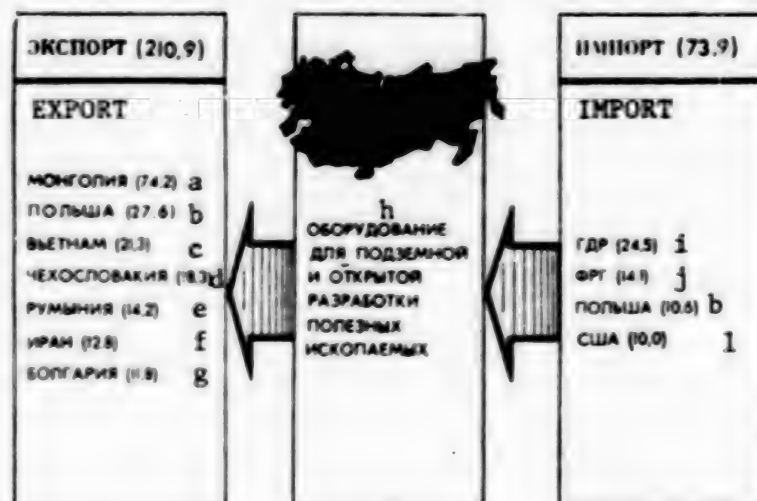 ЭКСПОРТ (210,9)
EXPORT
МОНГОЛИЯ (74.2) a
ПОЛЬША (27.6) b
ВЬЕТНАМ (21,3) c
ЧЕХОСЛОВАКИЯ (18.3) d
РУМЫНИЯ (14.2) e
ИРАН (12.8) f
БОЛГАРИЯ (11.8) g
h
ОБОРУДОВАНИЕ
ДЛЯ ПОДЗЕМНОЙ
И ОТКРЫТОЙ
РАЗРАБОТКИ
ПОЛЕЗНЫХ
ИСКОПАЕМЫХ
ИМПОРТ (73,9)
IMPORT
ГДР (24.5) i
ФРГ (14.1) j
ПОЛЬША (10.6) b
США (10,0) l